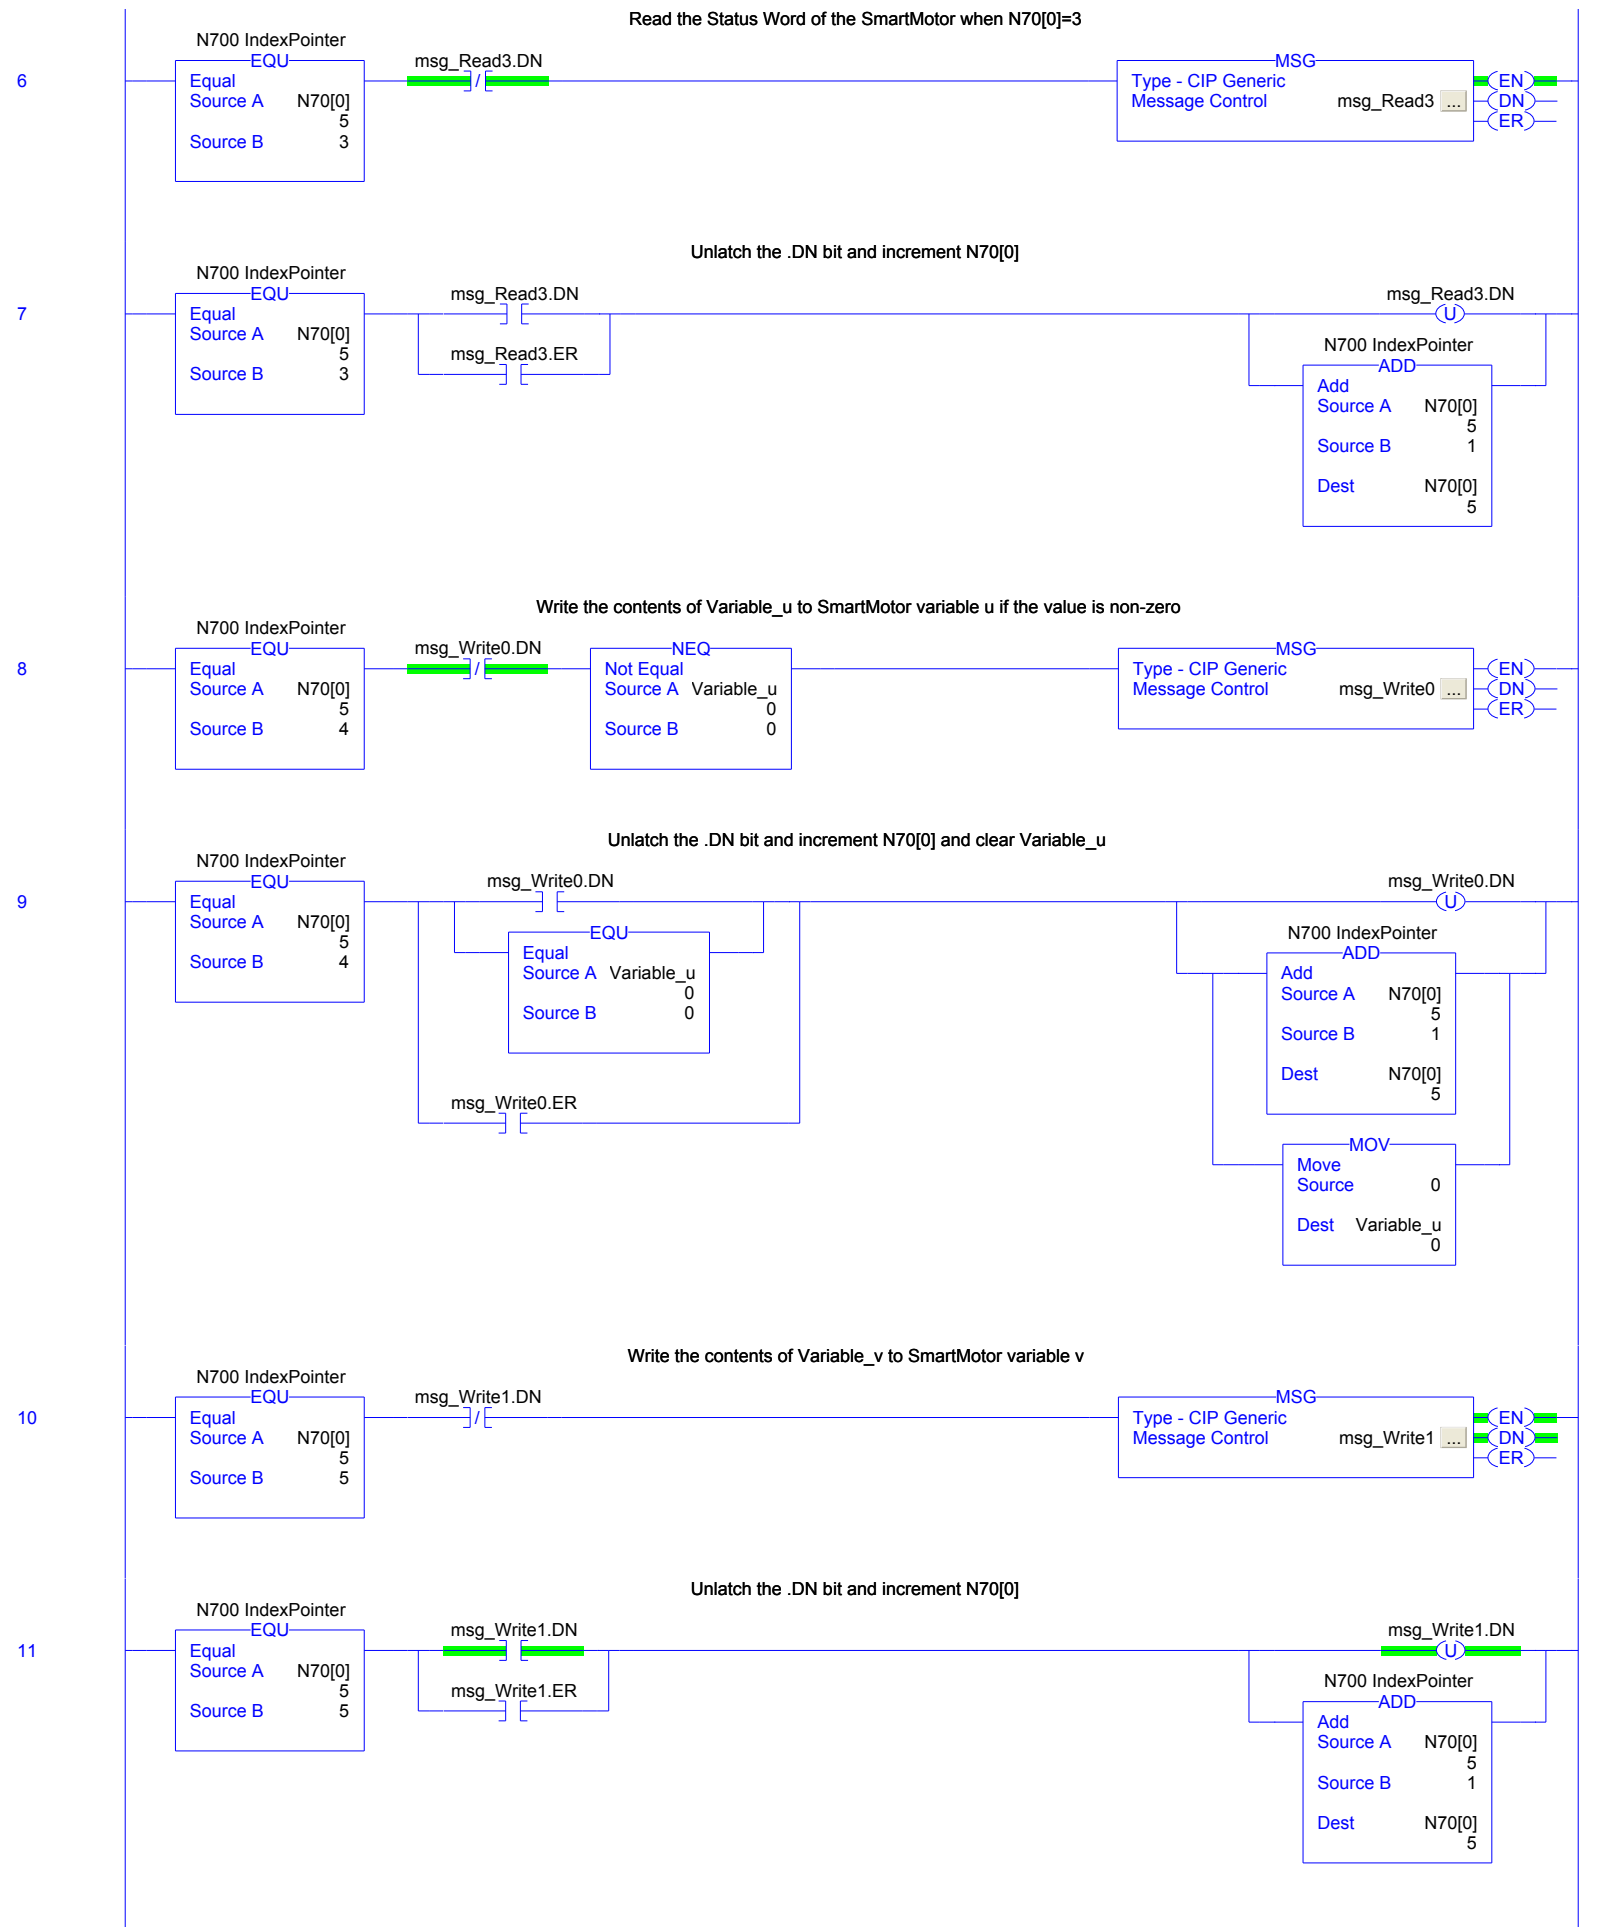 Read the Status Word of the SmartMotor when N70[0]=3
6
N700 IndexPointer
EQU
Equal
Source A N70[0]
5
Source B 3
msg_Read3.DN
/
MSG
Type - CIP Generic
Message Control msg_Read3 ...
EN
DN
ER
Unlatch the .DN bit and increment N70[0]
7
N700 IndexPointer
EQU
Equal
Source A N70[0]
5
Source B 3
msg_Read3.DN
msg_Read3.ER
msg_Read3.DN
U
N700 IndexPointer
ADD
Add
Source A N70[0]
5
Source B 1
Dest N70[0]
5
Write the contents of Variable_u to SmartMotor variable u if the value is non-zero
8
N700 IndexPointer
EQU
Equal
Source A N70[0]
5
Source B 4
msg_Write0.DN
/
NEQ
Not Equal
Source A Variable_u
0
Source B 0
MSG
Type - CIP Generic
Message Control msg_Write0 ...
EN
DN
ER
Unlatch the .DN bit and increment N70[0] and clear Variable_u
9
N700 IndexPointer
EQU
Equal
Source A N70[0]
5
Source B 4
msg_Write0.DN
EQU
Equal
Source A Variable_u
0
Source B 0
msg_Write0.ER
msg_Write0.DN
U
N700 IndexPointer
ADD
Add
Source A N70[0]
5
Source B 1
Dest N70[0]
5
MOV
Move
Source 0
Dest Variable_u
0
Write the contents of Variable_v to SmartMotor variable v
10
N700 IndexPointer
EQU
Equal
Source A N70[0]
5
Source B 5
msg_Write1.DN
/
MSG
Type - CIP Generic
Message Control msg_Write1 ...
EN
DN
ER
Unlatch the .DN bit and increment N70[0]
11
N700 IndexPointer
EQU
Equal
Source A N70[0]
5
Source B 5
msg_Write1.DN
msg_Write1.ER
msg_Write1.DN
U
N700 IndexPointer
ADD
Add
Source A N70[0]
5
Source B 1
Dest N70[0]
5